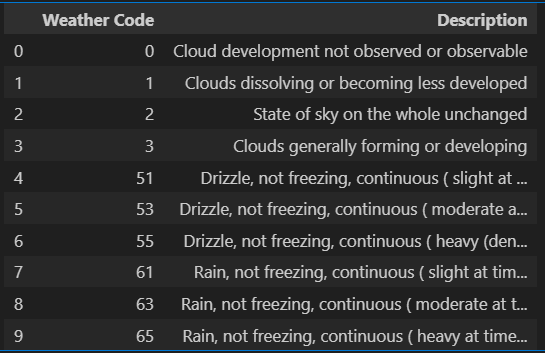 Weather Code Description
0 0 Cloud development not observed or observable
1 1 Clouds dissolving or becoming less developed
2 2 State of sky on the whole unchanged
3 3 Clouds generally forming or developing
4 51 Drizzle, not freezing, continuous ( slight at ...
5 53 Drizzle, not freezing, continuous ( moderate a...
6 55 Drizzle, not freezing, continuous ( heavy (den...
7 61 Rain, not freezing, continuous ( slight at tim...
8 63 Rain, not freezing, continuous ( moderate at t...
9 65 Rain, not freezing, continuous ( heavy at time...